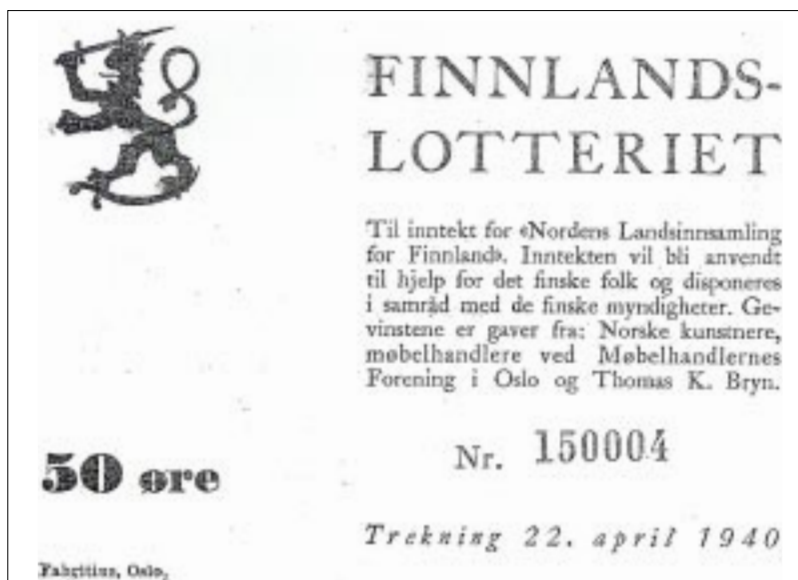 FINNLANDS-
LOTTERIET
Til inntekt for «Nordens Landsinnsamling
for Finnland». Inntekten vil bli anvendt
til hjelp for det finske folk og disponeres
i samråd med de finske myndigheter. Ge-
vinstene er gaver fra: Norske kunstnere,
møbelhandlere ved Møbelhandlernes
Forening i Oslo og Thomas K. Bryn.
50 øre
Nr. 150004
Trekning 22. april 1940
Fabritius, Oslo.